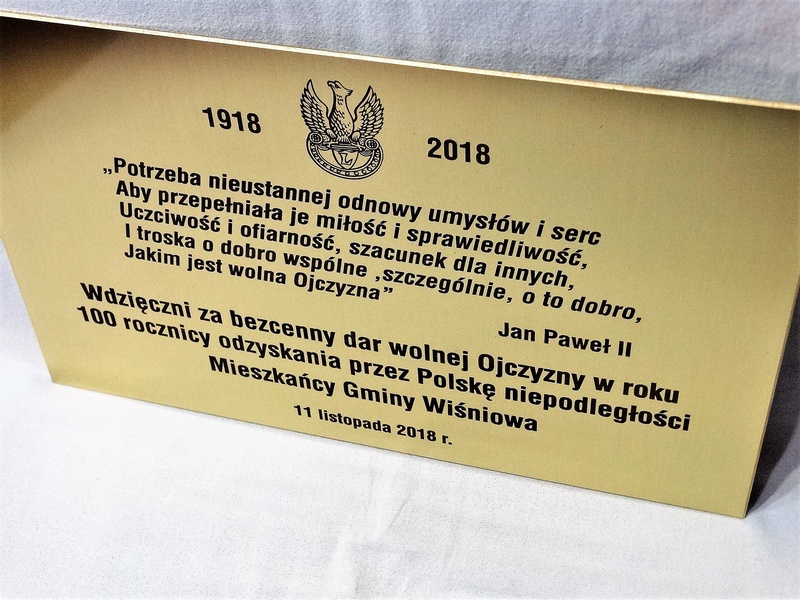 1918 2018
„Potrzeba nieustannej odnowy umysłów i serc
Aby przepełniała je miłość i sprawiedliwość,
Uczciwość i ofiarność, szacunek dla innych,
I troska o dobro wspólne ,szczególnie, o to dobro,
Jakim jest wolna Ojczyzna”
Jan Paweł II
Wdzięczni za bezcenny dar wolnej Ojczyzny w roku
100 rocznicy odzyskania przez Polskę niepodległości
Mieszkańcy Gminy Wiśniowa
11 listopada 2018 r.